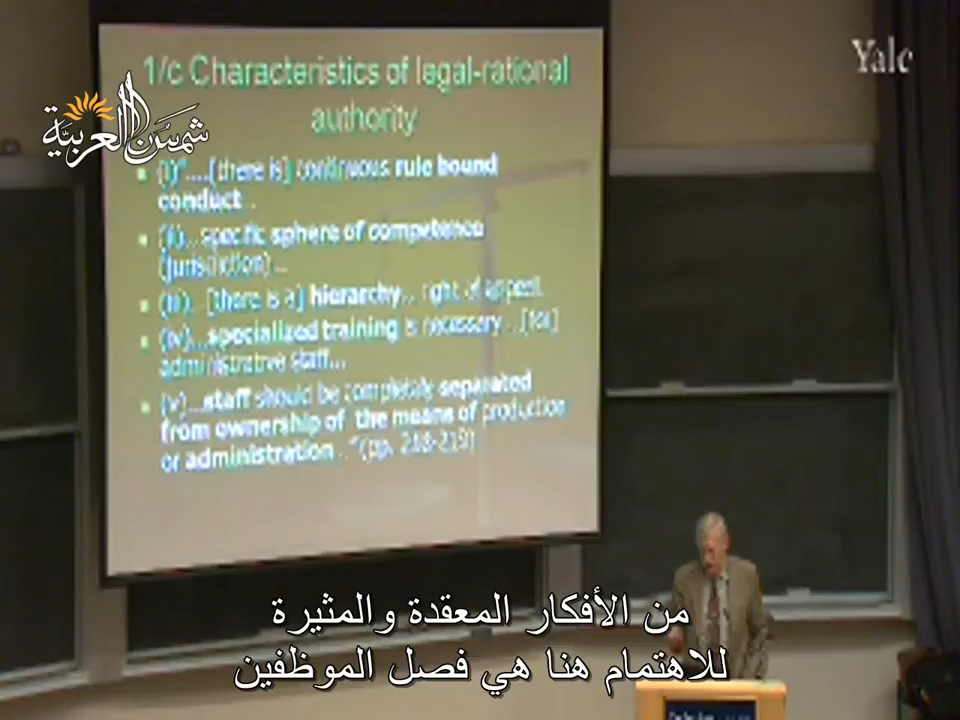 Yale
شمس العربية
1/c Characteristics of legal-rational
authority
(i)"....[there is] continuous rule bound
conduct..
(ii)...specific sphere of competence
(jurisdiction)...
(iii)...[there is a] hierarchy... right of appeal.
(iv)...specialized training is necessary...[for]
administrative staff...
(v)...staff should be completely separated
from ownership of the means of production
or administration.." (pp. 218-219)
من الأفكار المعقدة والمثيرة
للاهتمام هنا هي فصل الموظفين